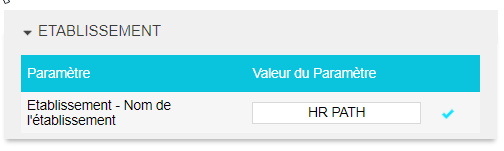 ETABLISSEMENT
Paramètre Valeur du Paramètre
Etablissement - Nom de
l'établissement
HR PATH